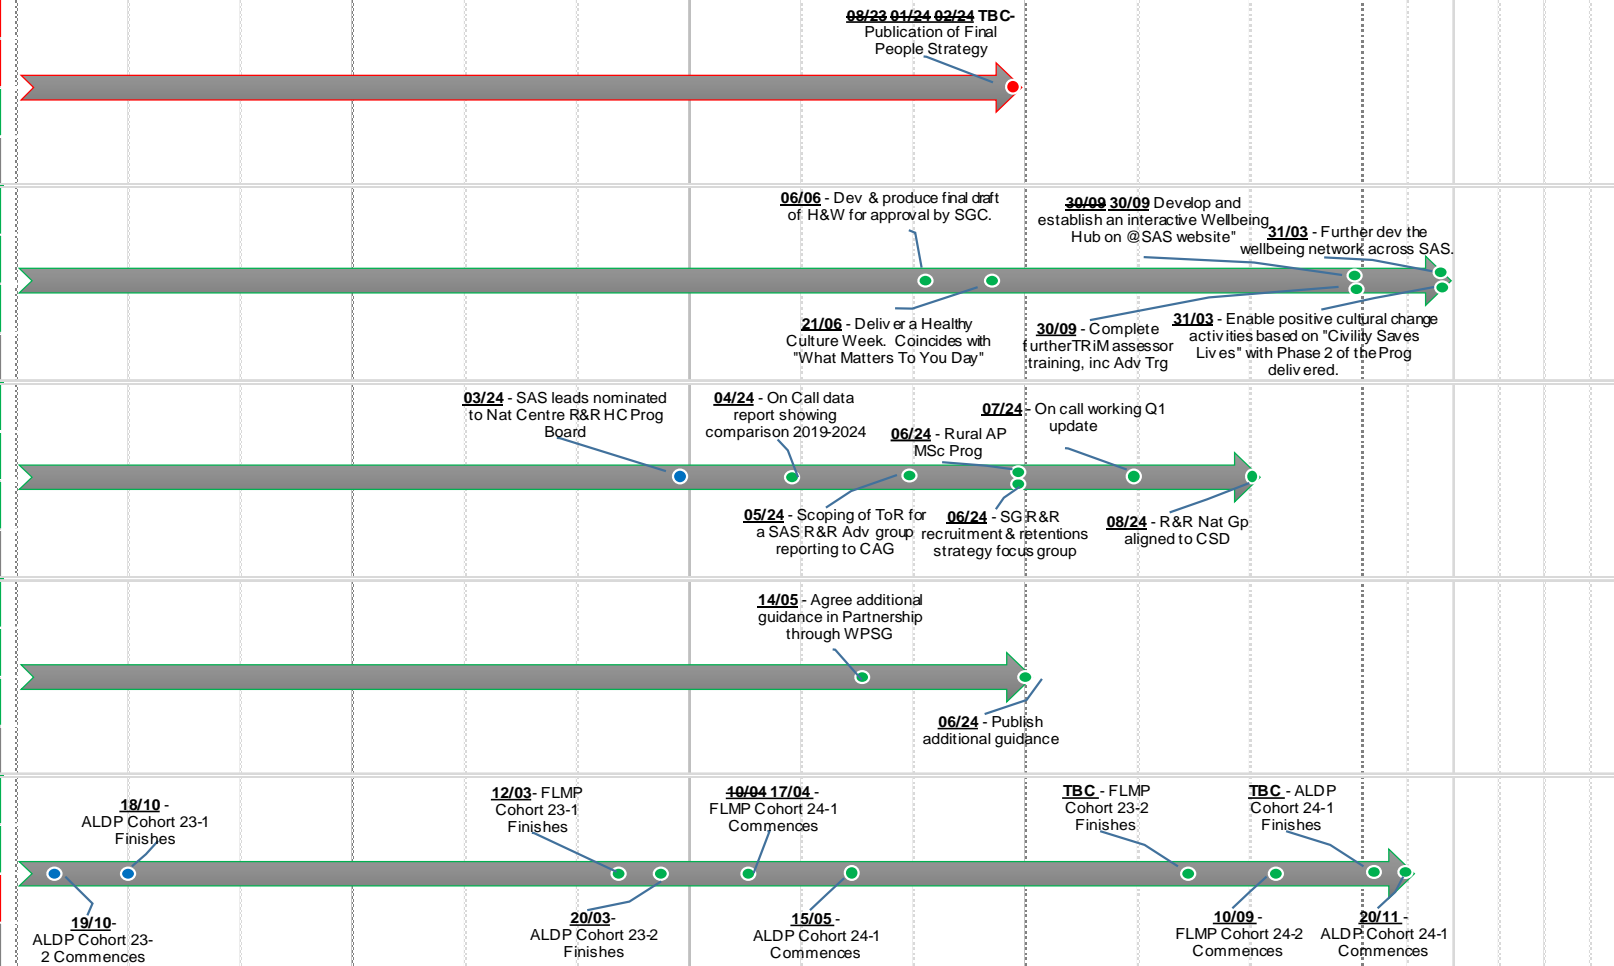 08/23 01/24 02/24 TBC-
Publication of Final
People Strategy
06/06 - Dev & produce final draft
of H&W for approval by SGC.
30/09 30/09 Develop and
establish an interactive Wellbeing
Hub on @SAS website"
31/03 - Further dev the
wellbeing network across SAS.
21/06 - Deliver a Healthy
Culture Week. Coincides with
"What Matters To You Day"
30/09 - Complete
further TRiM assessor
training, inc Adv Trg
31/03 - Enable positive cultural change
activities based on "Civility Saves
Lives" with Phase 2 of the Prog
delivered.
03/24 - SAS leads nominated
to Nat Centre R&R HC Prog
Board
04/24 - On Call data
report showing
comparison 2019-2024
06/24 - Rural AP
MSc Prog
07/24 - On call working Q1
update
05/24 - Scoping of ToR for
a SAS R&R Adv group
reporting to CAG
06/24 - SG R&R
recruitment & retentions
strategy focus group
08/24 - R&R Nat Gp
aligned to CSD
14/05 - Agree additional
guidance in Partnership
through WPSG
06/24 - Publish
additional guidance
18/10 -
ALDP Cohort 23-1
Finishes
12/03- FLMP
Cohort 23-1
Finishes
10/04 17/04 -
FLMP Cohort 24-1
Commences
TBC - FLMP
Cohort 23-2
Finishes
TBC - ALDP
Cohort 24-1
Finishes
19/10-
ALDP Cohort 23-
2 Commences
20/03-
ALDP Cohort 23-2
Finishes
15/05 -
ALDP Cohort 24-1
Commences
10/09 -
FLMP Cohort 24-2
Commences
20/11 -
ALDP Cohort 24-1
Commences